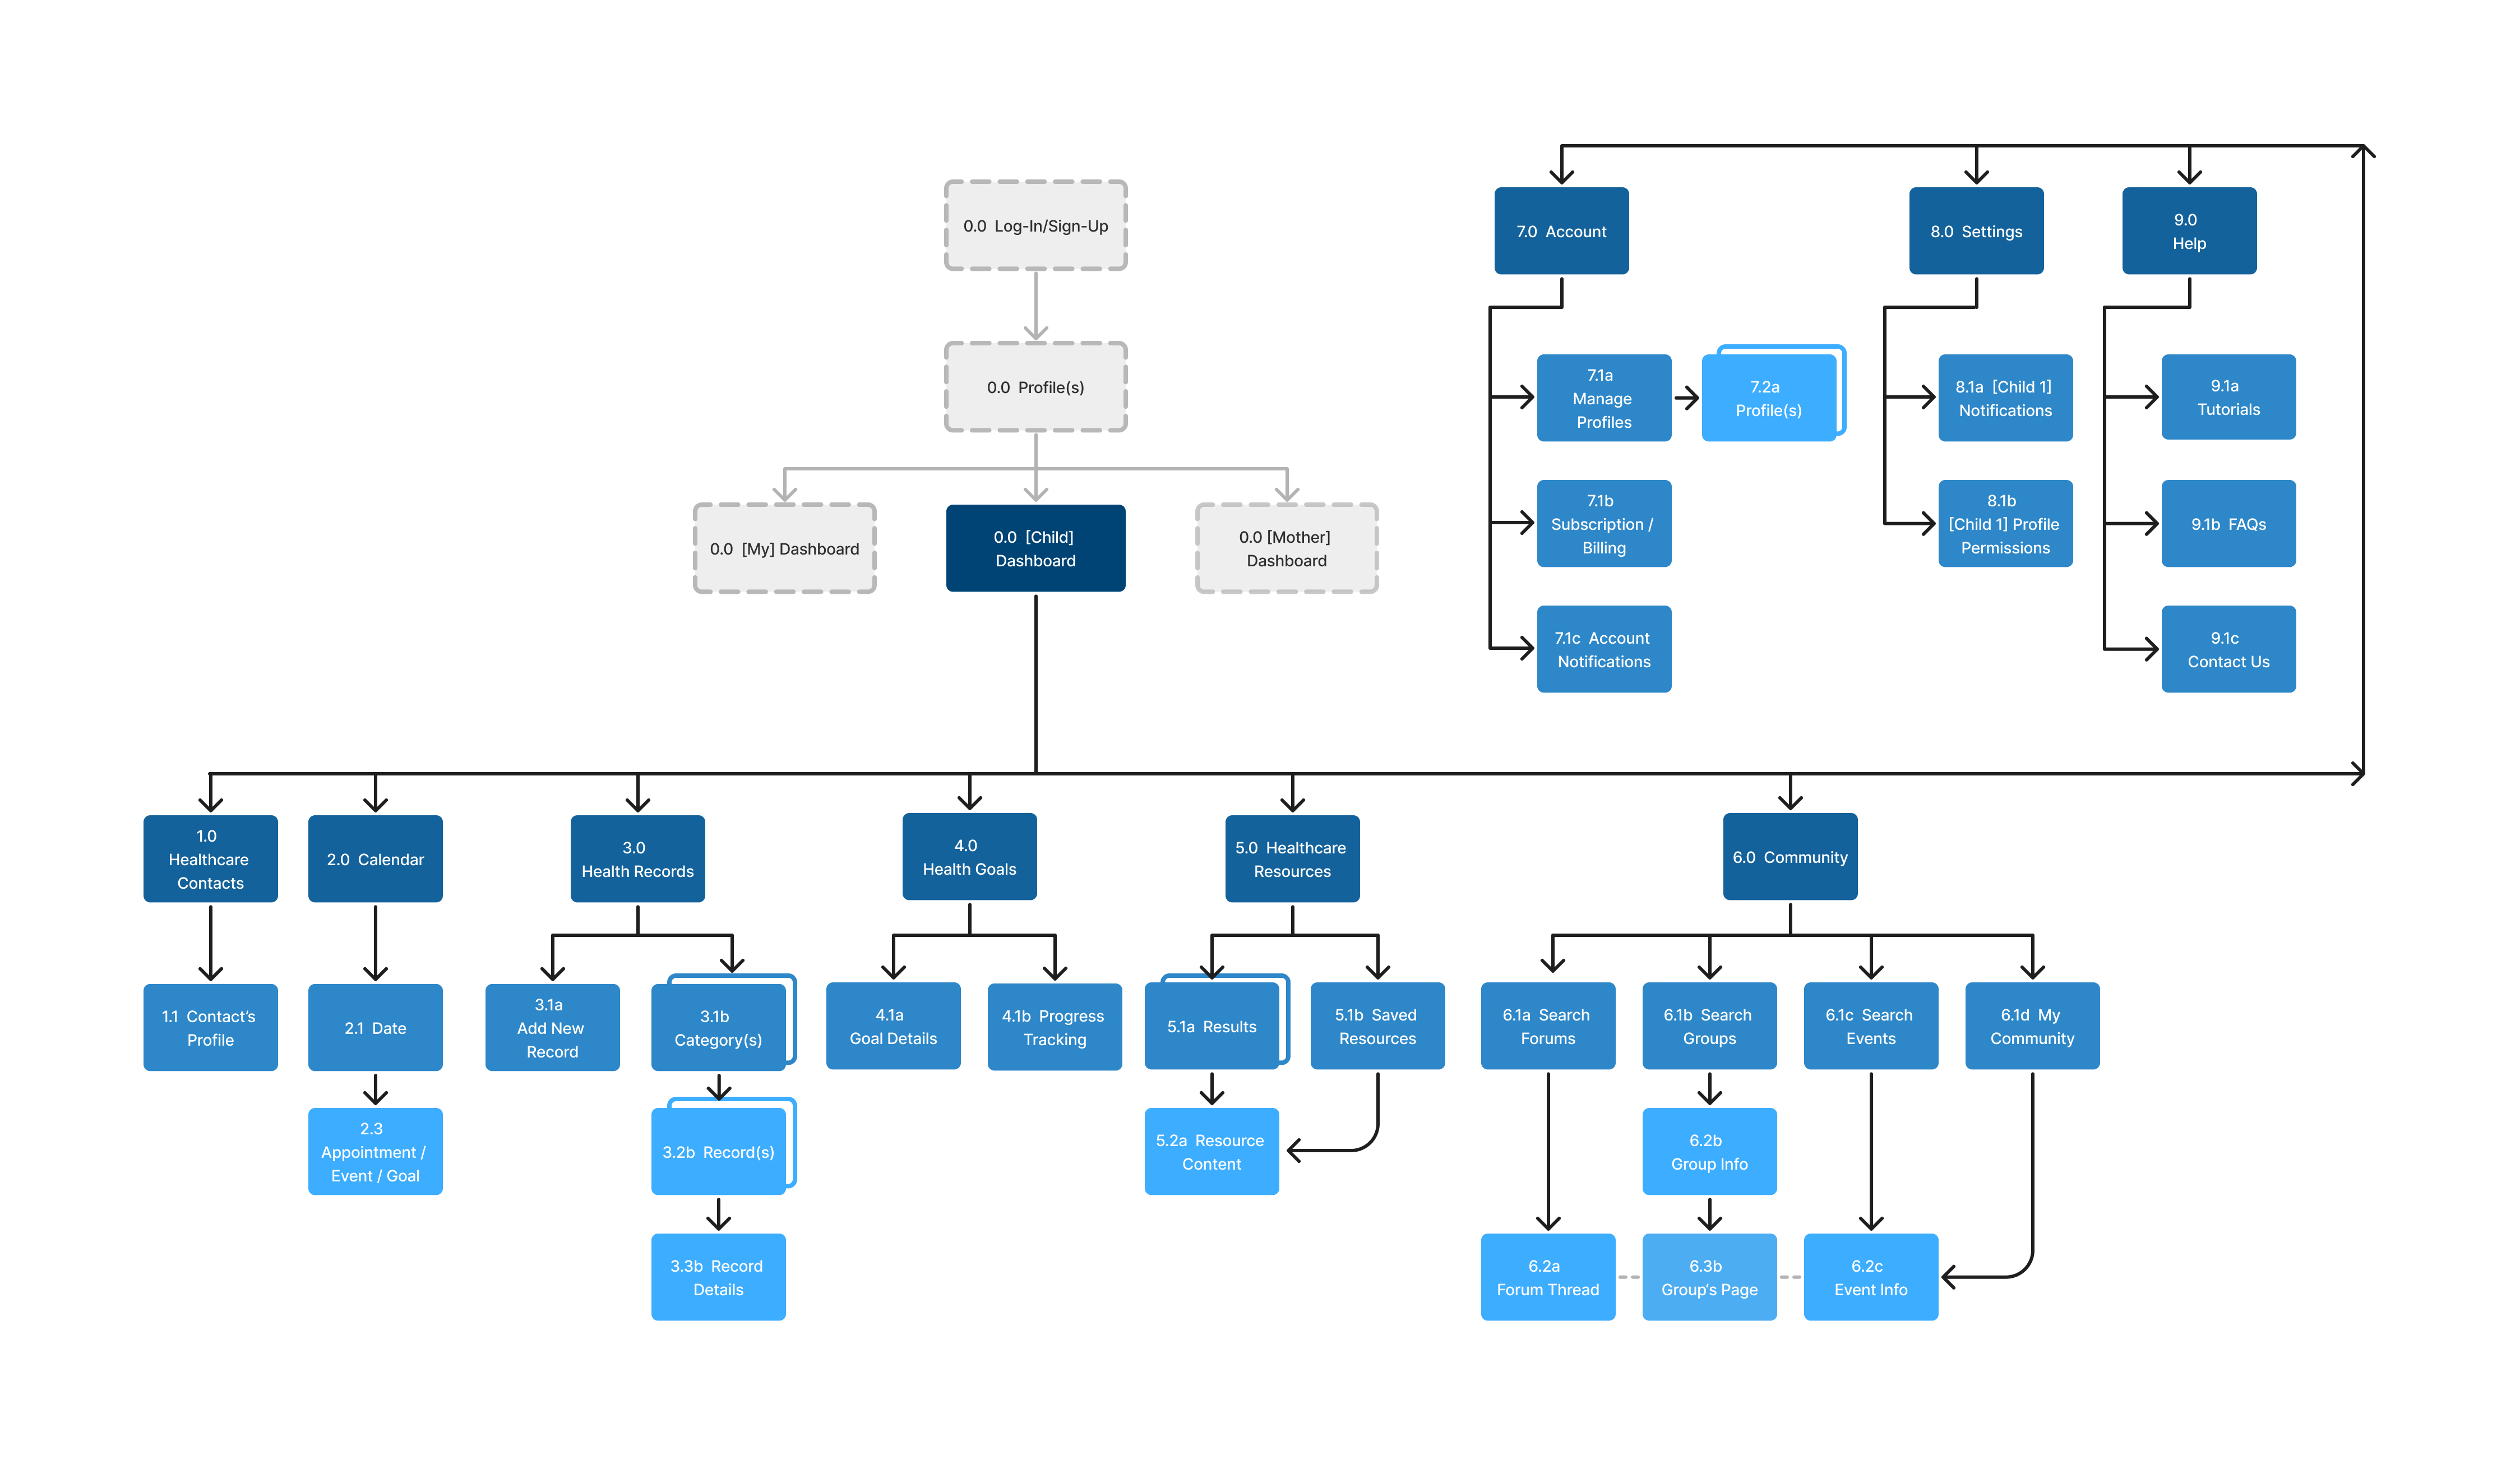 0.0 Log-In/Sign-Up
0.0 Profile(s)
0.0 [My] Dashboard
0.0 [Child]
Dashboard
0.0 [Mother]
Dashboard
7.0 Account
8.0 Settings
9.0
Help
7.1a
Manage
Profiles
7.2a
Profile(s)
7.1b
Subscription /
Billing
7.1c Account
Notifications
8.1a [Child 1]
Notifications
8.1b
[Child 1] Profile
Permissions
9.1a
Tutorials
9.1b FAQs
9.1c
Contact Us
1.0
Healthcare
Contacts
2.0 Calendar
3.0
Health Records
4.0
Health Goals
5.0 Healthcare
Resources
6.0 Community
1.1 Contact’s
Profile
2.1 Date
3.1a
Add New
Record
3.1b
Category(s)
4.1a
Goal Details
4.1b Progress
Tracking
5.1a Results
5.1b Saved
Resources
6.1a Search
Forums
6.1b Search
Groups
6.1c Search
Events
6.1d My
Community
2.3
Appointment /
Event / Goal
3.2b Record(s)
5.2a Resource
Content
6.2b
Group Info
3.3b Record
Details
6.2a
Forum Thread
6.3b
Group’s Page
6.2c
Event Info